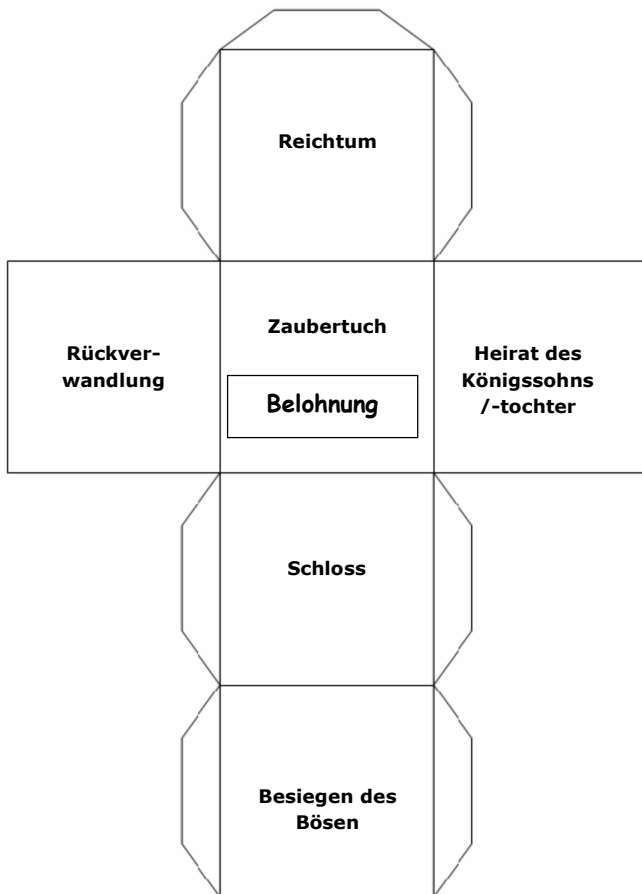 Reichtum
Zaubertuch
Rückver-
wandlung
Belohnung
Heirat des
Königssohns
/-tochter
Schloss
Besiegen des
Bösen